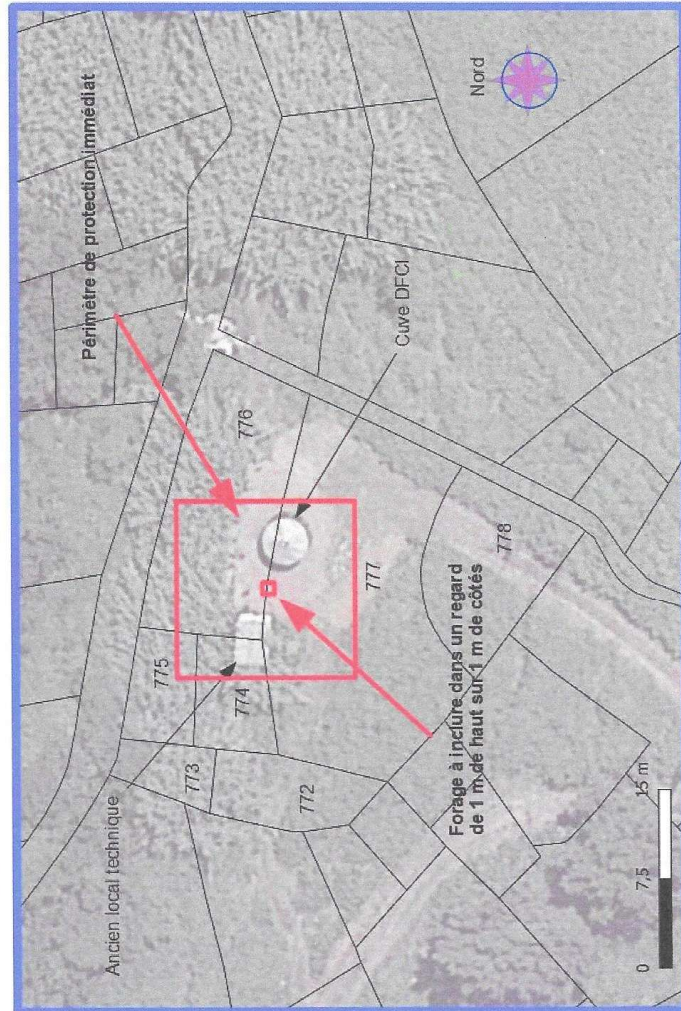 Périmètre de protection immédiat
Nord
Ancien local technique
Cuve DFCI
773
775
774
776
772
777
778
Forage à inclure dans un regard
de 1 m de haut sur 1 m de côtés
0
7,5
15 m